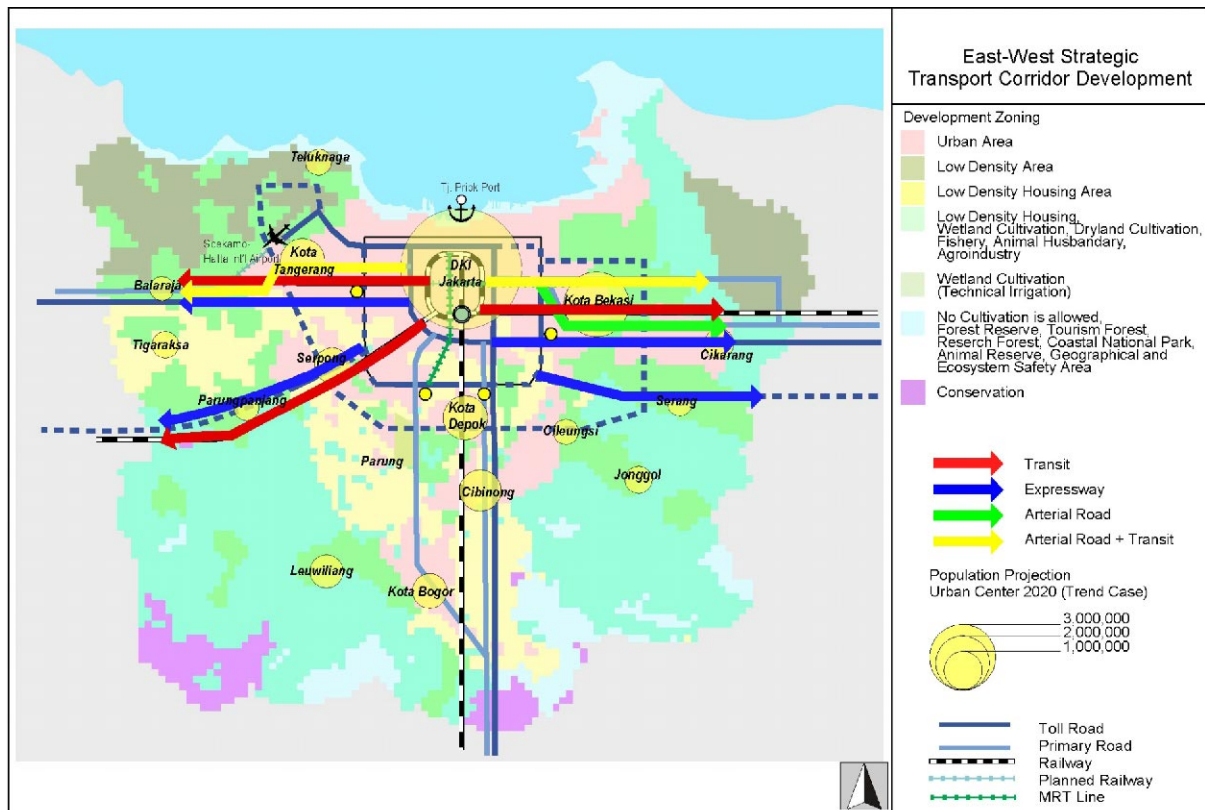 East-West Strategic
Transport Corridor Development
Development Zoning
Urban Area
Low Density Area
Low Density Housing Area
Low Density Housing,
Wetland Cultivation, Dryland Cultivation,
Fishery, Animal Husbandary,
Agroindustry
Wetland Cultivation
(Technical Irrigation)
No Cultivation is allowed,
Forest Reserve, Tourism Forest,
Reserch Forest, Coastal National Park,
Animal Reserve, Geographical and
Ecosystem Safety Area
Conservation
Transit
Expressway
Arterial Road
Arterial Road + Transit
Population Projection
Urban Center 2020 (Trend Case)
3,000,000
2,000,000
1,000,000
Toll Road
Primary Road
Railway
Planned Railway
MRT Line
Teluknaga
Tj. Priok Port
Soekarno-
Hatta Int'l Airport
Kota
Tangerang
DKI
Jakarta
Balaraja
Kota Bekasi
Tigaraksa
Serpong
Cikarang
Parungpanjang
Kota
Depok
Serang
Cileungsi
Parung
Jonggol
Cibinong
Leuwiliang
Kota Bogor